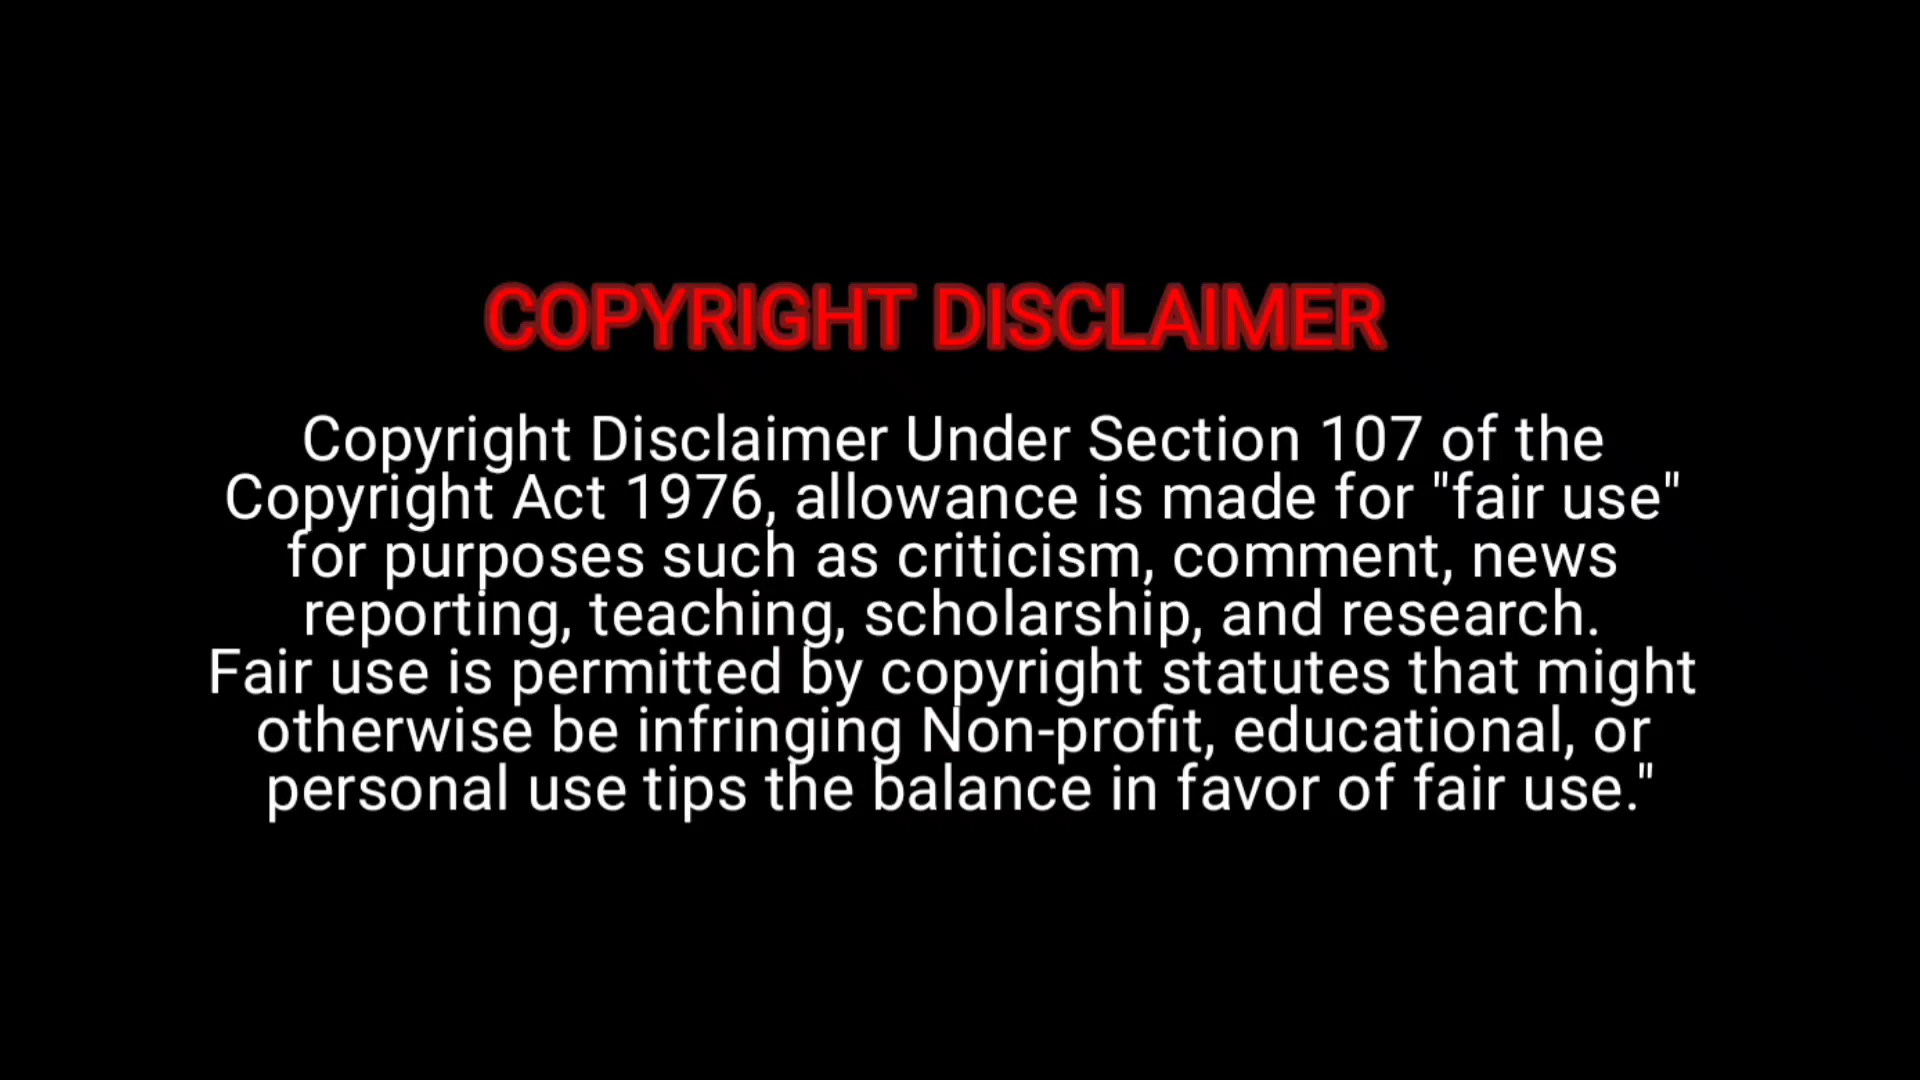 COPYRIGHT DISCLAIMER
Copyright Disclaimer Under Section 107 of the
Copyright Act 1976, allowance is made for "fair use"
for purposes such as criticism, comment, news
reporting, teaching, scholarship, and research.
Fair use is permitted by copyright statutes that might
otherwise be infringing Non-profit, educational, or
personal use tips the balance in favor of fair use."